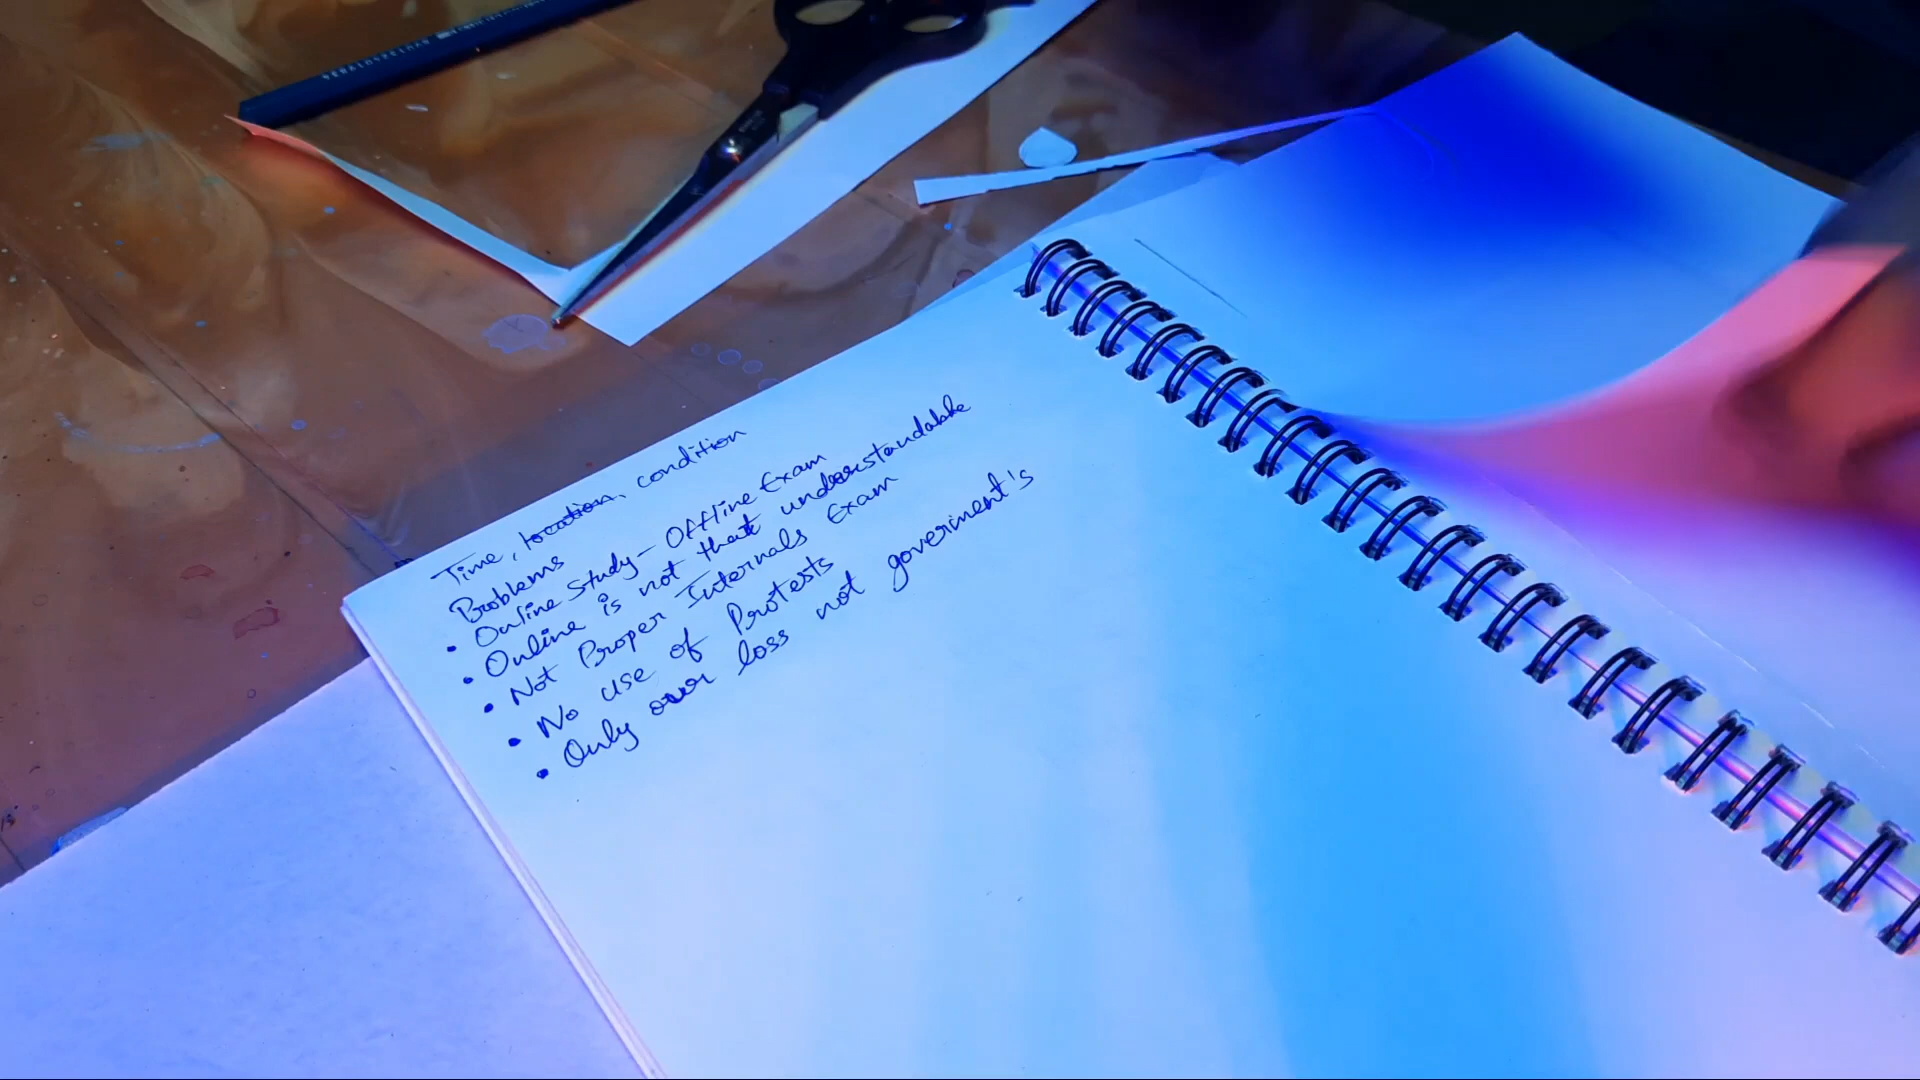 Time, location, condition
Problems
• Online Study - Offline Exam
• Online is not that understandable
• Not Proper Internals Exam
• No use of Protests
• Only our loss not goverment's